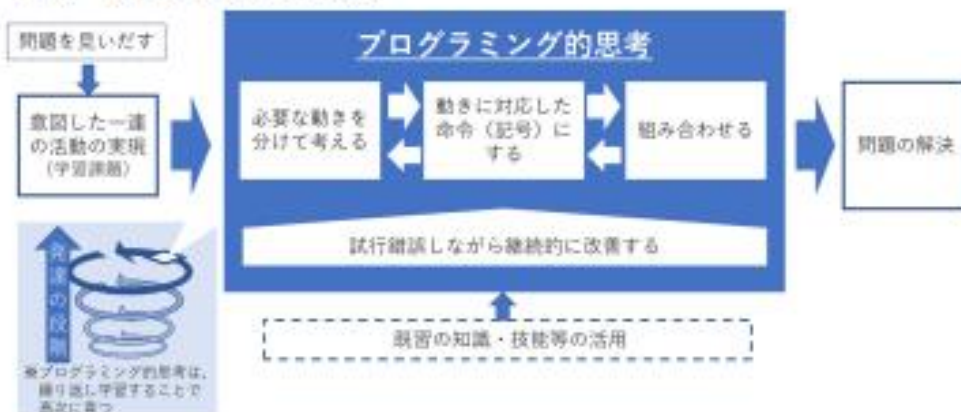 問題を見いだす
意図した一連
の活動の実現
(学習課題)
プログラミング的思考
必要な動きを
分けて考える
動きに対応した
命令（記号）に
する
組み合わせる
問題の解決
試行錯誤しながら継続的に改善する
既習の知識・技能等の活用
発達の段階
※プログラミング的思考は、
繰り返し学習することで
高次に育つ